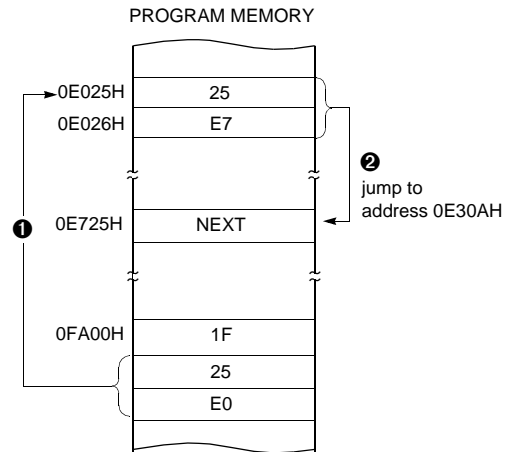 PROGRAM MEMORY
0E025H 25
0E026H E7
❷
jump to
address 0E30AH
❶ 0E725H NEXT
0FA00H 1F
25
E0